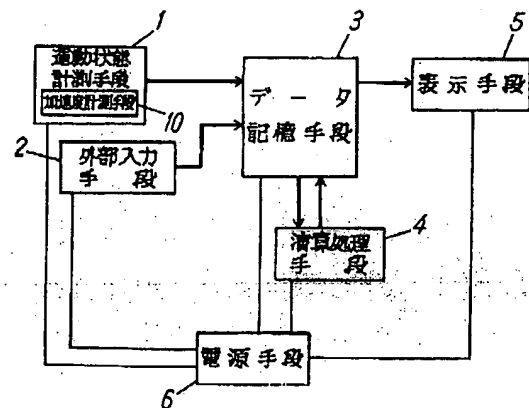 1
運動状態
計測手段
加速度計測手段
10
2
外部入力
手段
3
データ
記憶手段
4
演算処理
手段
5
表示手段
電源手段
6